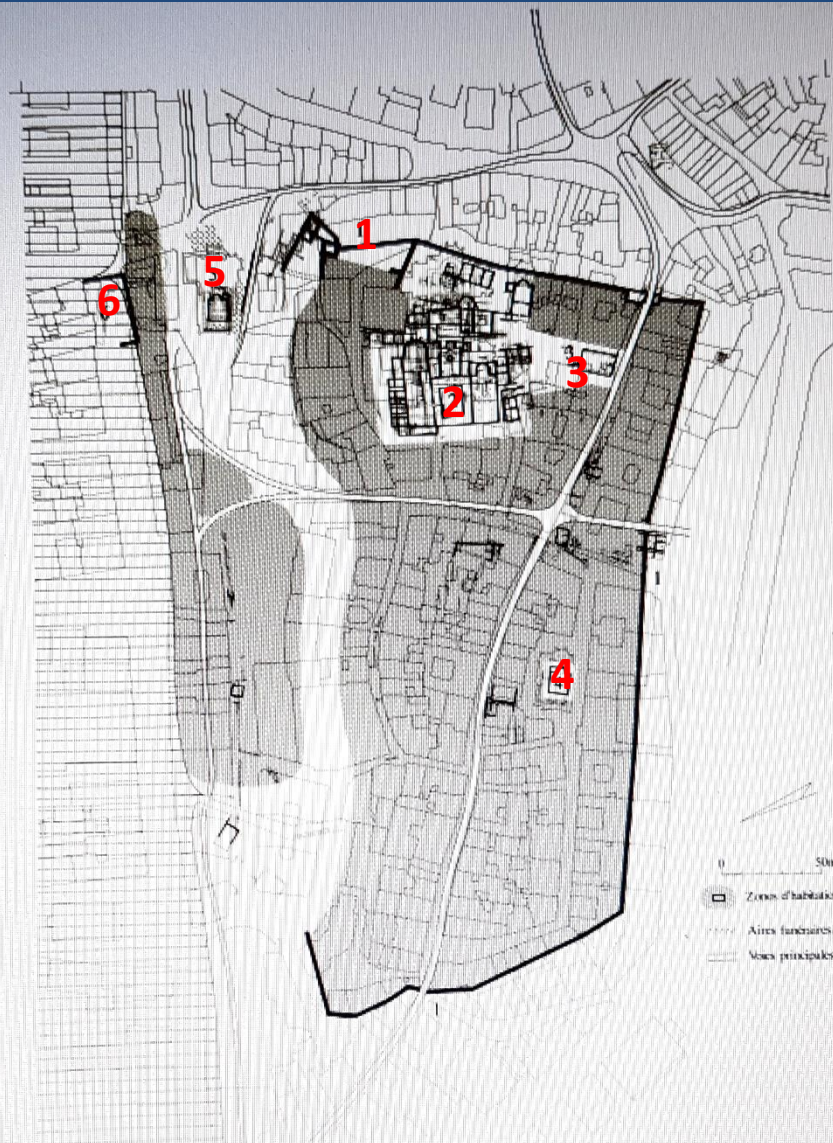 1
5
6
3
2
1
4
0 50m
Zones d'habitatio
Aires funéraires
Voies principales
1